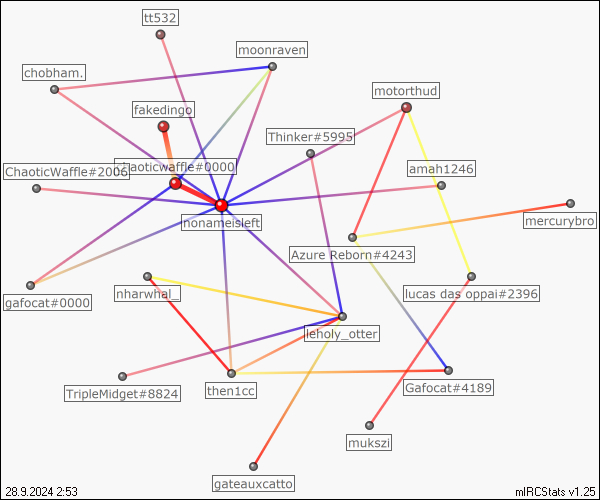 tt532
moonraven
chobham.
motorthud
fakedingo
Thinker#5995
ChaoticWaffle#2006
chaoticwaffle#0000
amah1246
nonameisleft
mercurybro
Azure Reborn#4243
gafocat#0000
nharwhal_
lucas das oppai#2396
leholy_otter
TripleMidget#8824
then1cc
Gafocat#4189
mukszi
gateauxcatto
28.9.2024 2:53
mIRCStats v1.25